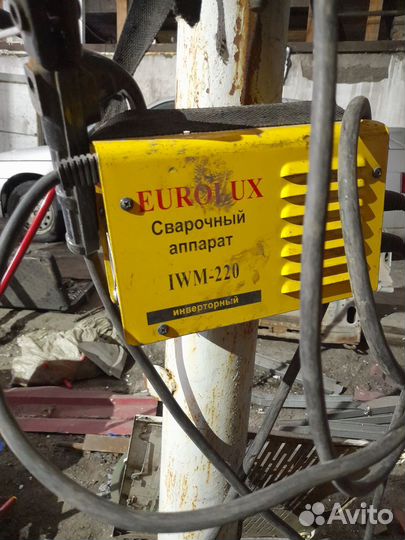 EUROLUX
Сварочный
аппарат
IWM-220
инверторный
Avito